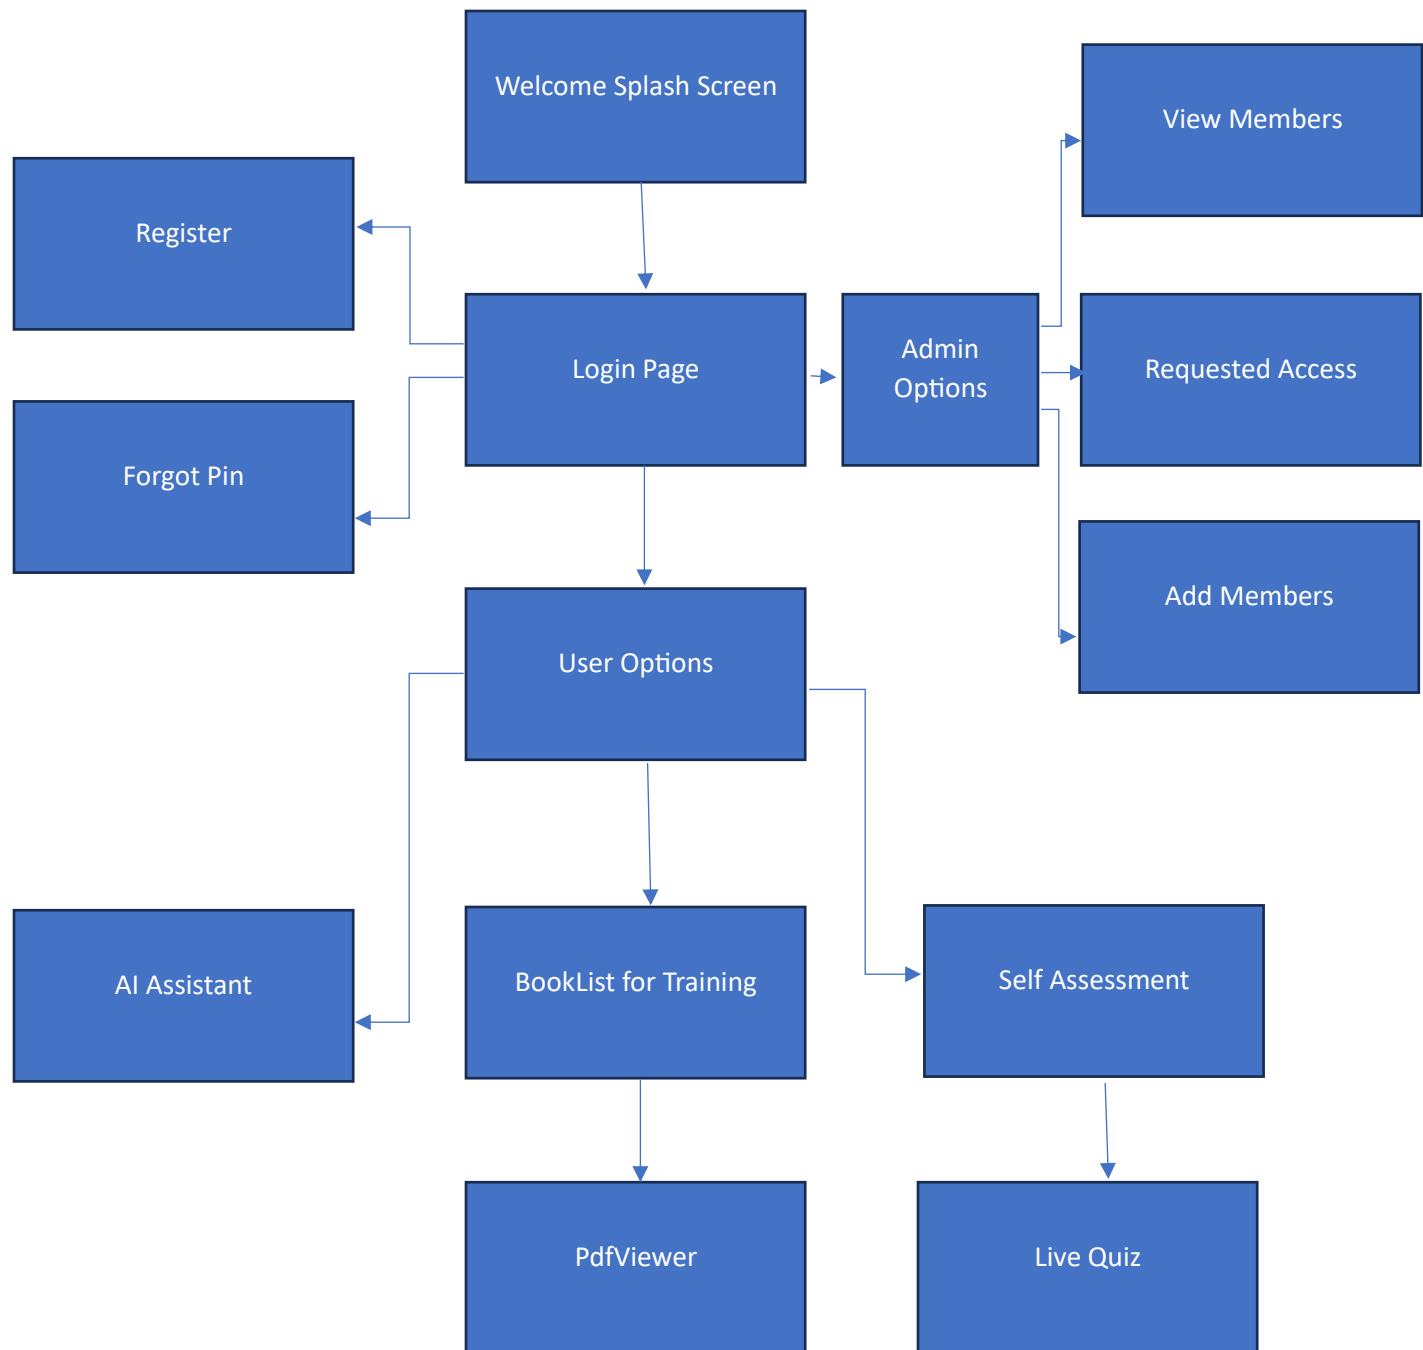 Welcome Splash Screen
View Members
Register
Login Page
Admin
Options
Requested Access
Forgot Pin
Add Members
User Options
AI Assistant
BookList for Training
Self Assessment
PdfViewer
Live Quiz